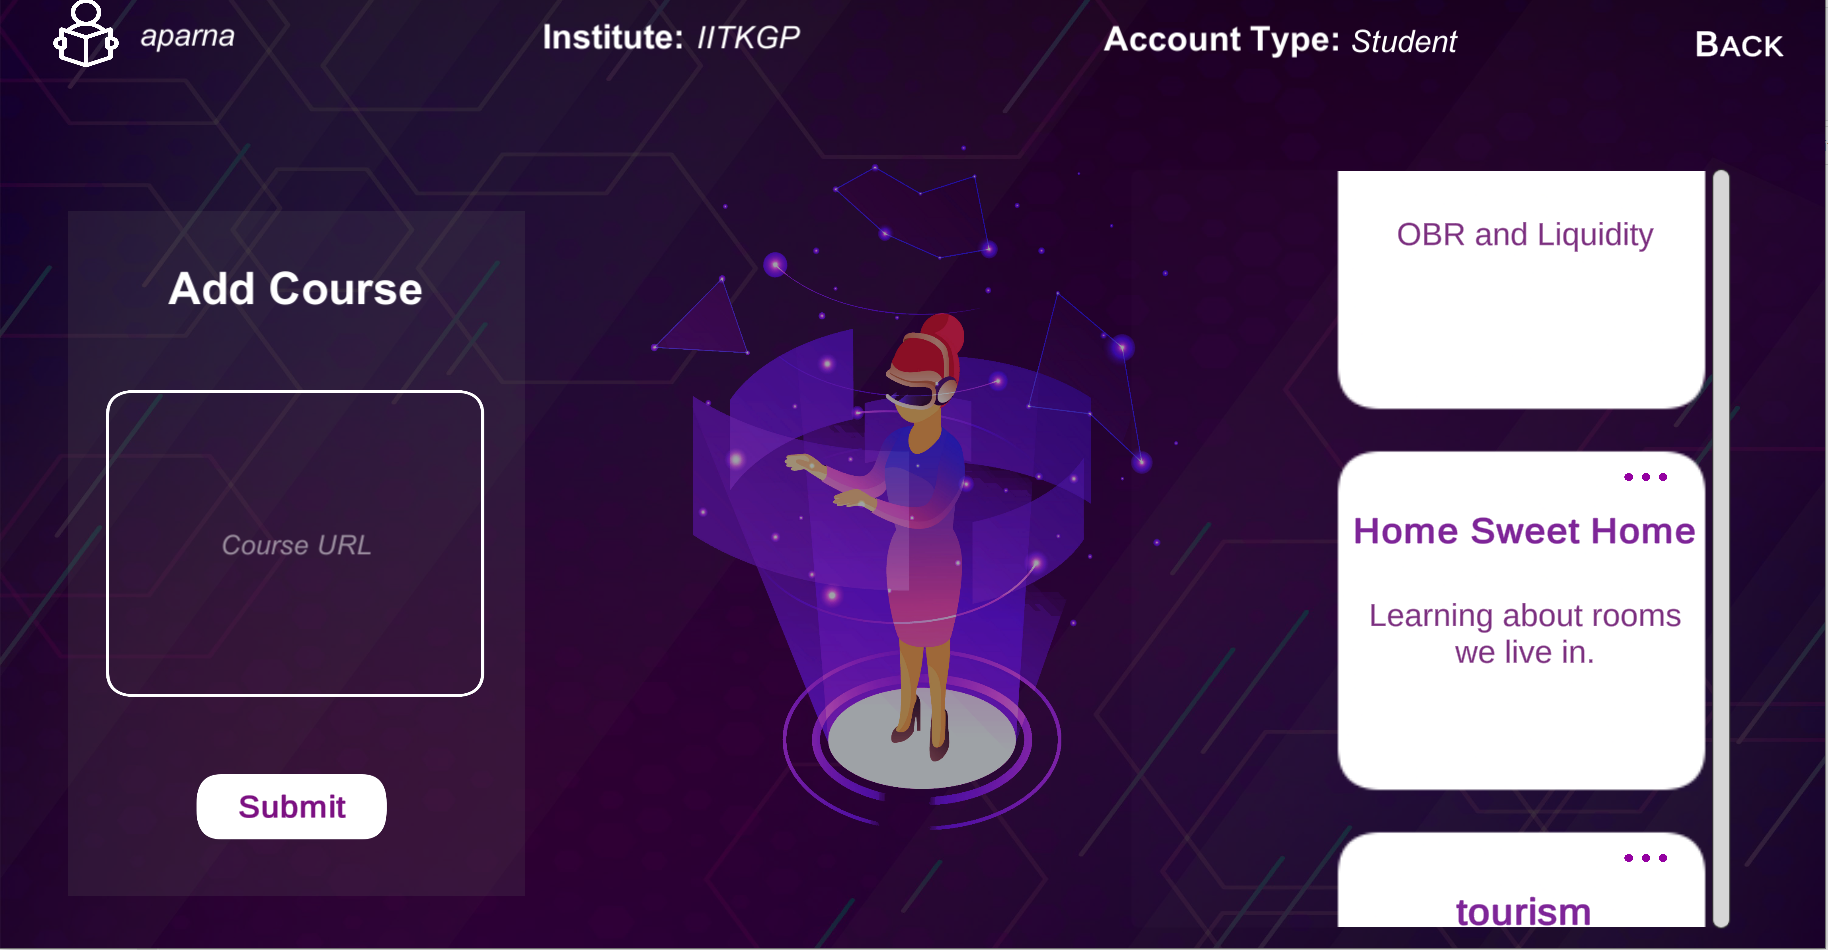 aparna
Institute: IITKGP
Account Type: Student
BACK
Add Course
Course URL
Submit
OBR and Liquidity
Home Sweet Home
Learning about rooms
we live in.
tourism